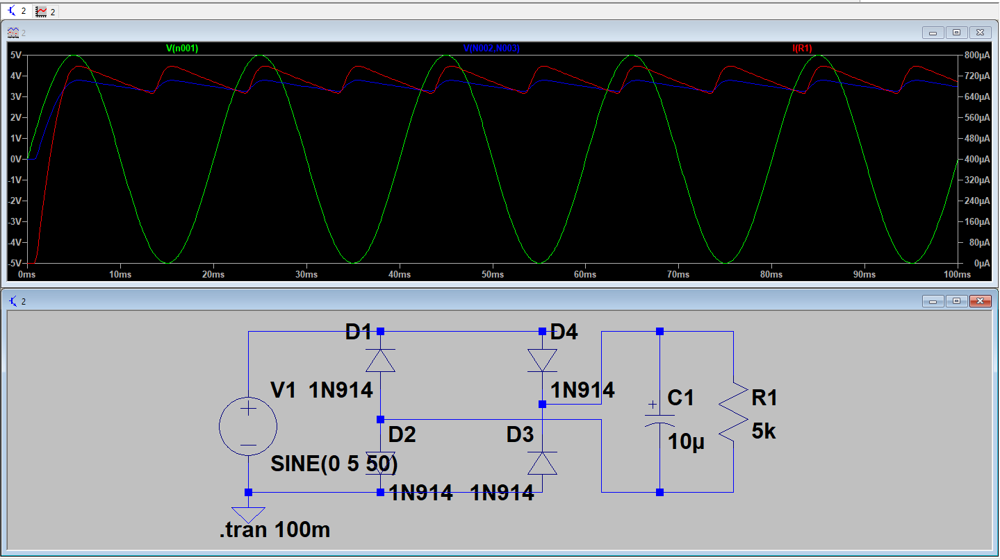 2 2
2
V(n001) V(N002,N003) I(R1)
5V 800µA
4V 720µA
3V 640µA
2V 560µA
1V 480µA
0V 400µA
-1V 320µA
-2V 240µA
-3V 160µA
-4V 80µA
-5V 0µA
0ms 10ms 20ms 30ms 40ms 50ms 60ms 70ms 80ms 90ms 100ms
2
D1 D4
V1 1N914 1N914 C1 R1
D2 D3 10µ 5k
SINE(0 5 50)
1N914 1N914
.tran 100m